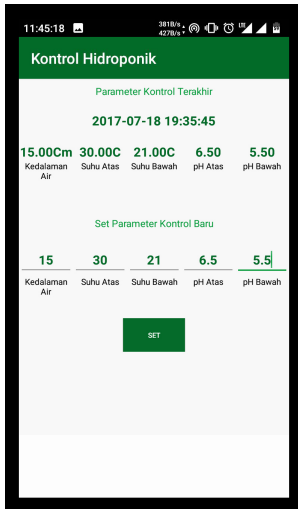 11:45:18
381B/s
427B/s
LTE
Kontrol Hidroponik
Parameter Kontrol Terakhir
2017-07-18 19:35:45
15.00Cm 30.00C 21.00C 6.50 5.50
Kedalaman Air Suhu Atas Suhu Bawah pH Atas pH Bawah
Set Parameter Kontrol Baru
15 30 21 6.5 5.5
Kedalaman Air Suhu Atas Suhu Bawah pH Atas pH Bawah
SET